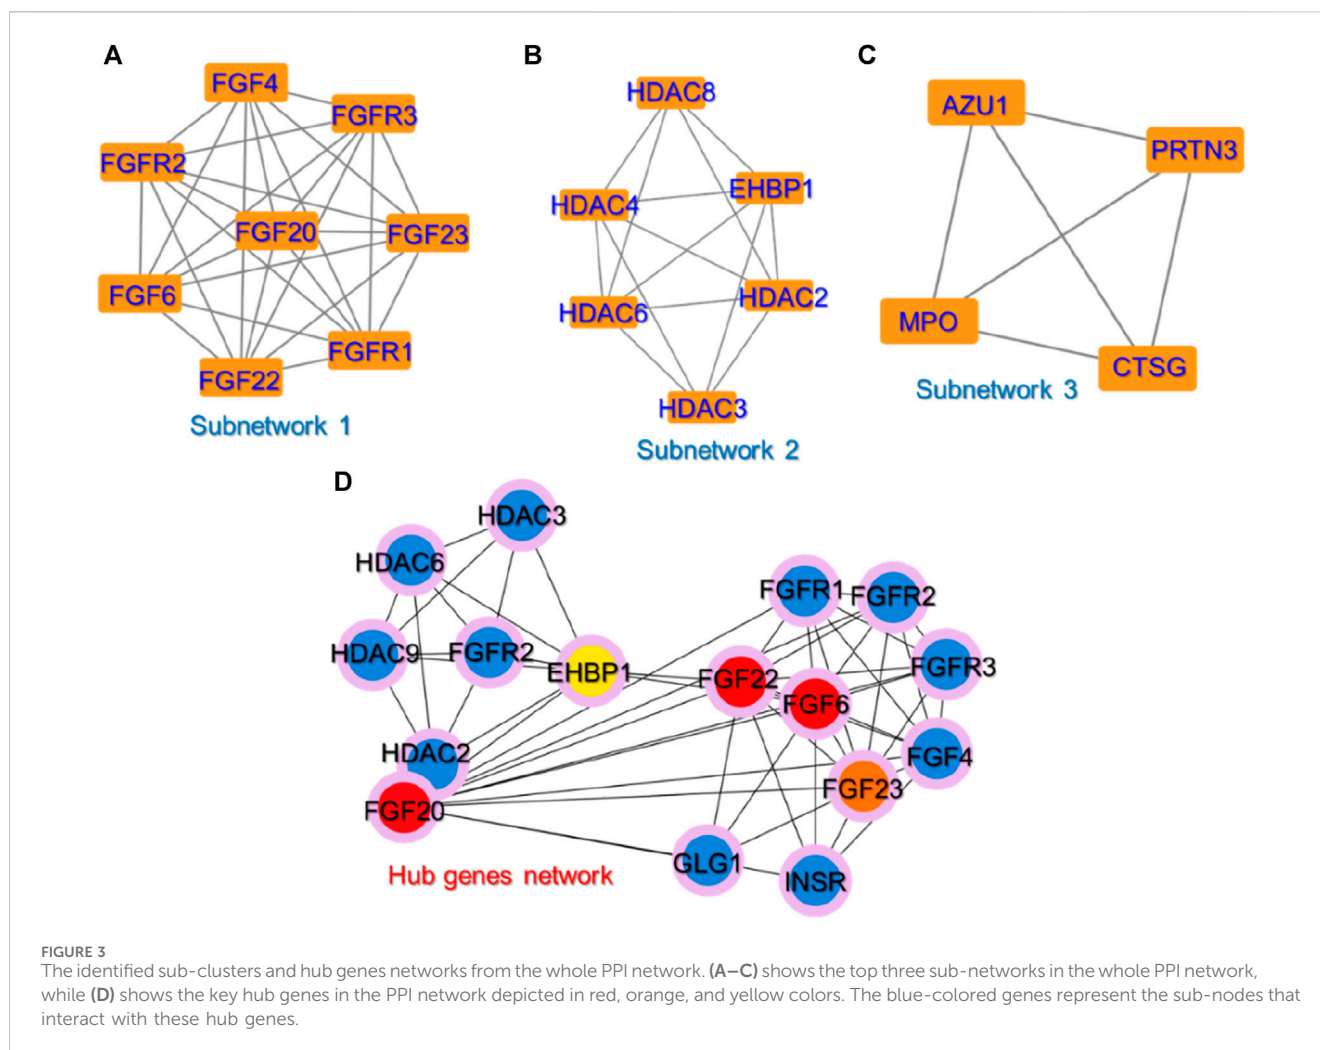 A
B
C
FGF4
FGFR3
FGFR2
FGF20
FGF23
FGF6
FGFR1
FGF22
Subnetwork 1
HDAC8
EHBP1
HDAC4
HDAC2
HDAC6
HDAC3
Subnetwork 2
AZU1
PRTN3
MPO
CTSG
Subnetwork 3
D
HDAC3
HDAC6
HDAC9
FGFR2
EHBP1
HDAC2
FGF20
FGFR1
FGFR2
FGFR3
FGF22
FGF6
FGF4
FGF23
GLG1
INSR
Hub genes network
FIGURE 3
The identified sub-clusters and hub genes networks from the whole PPI network. (A–C) shows the top three sub-networks in the whole PPI network,
while (D) shows the key hub genes in the PPI network depicted in red, orange, and yellow colors. The blue-colored genes represent the sub-nodes that
interact with these hub genes.